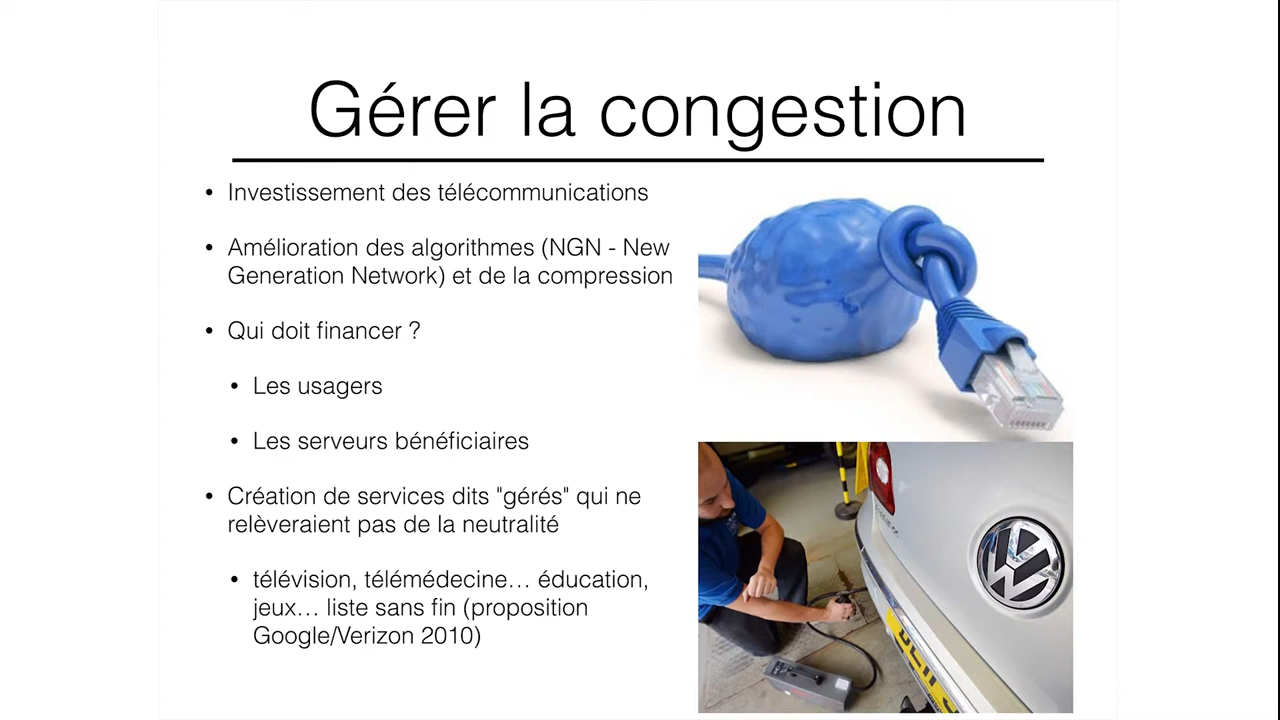 Gérer la congestion
• Investissement des télécommunications
• Amélioration des algorithmes (NGN - New
Generation Network) et de la compression
• Qui doit financer ?
• Les usagers
• Les serveurs bénéficiaires
• Création de services dits "gérés" qui ne
relèveraient pas de la neutralité
• télévision, télémédecine… éducation,
jeux… liste sans fin (proposition
Google/Verizon 2010)